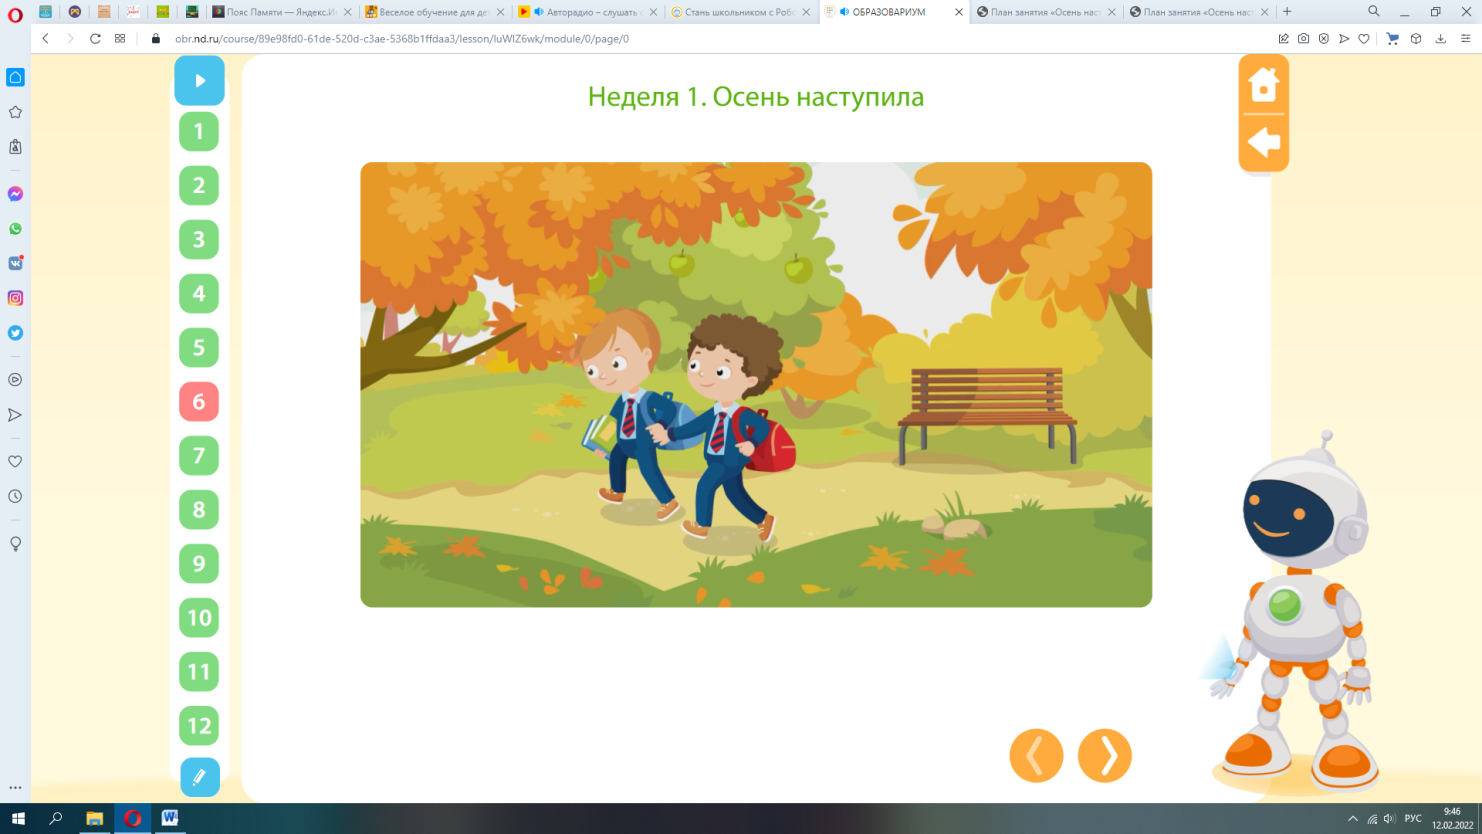 Пояс Памяти — Яндекс.И
Веселое обучение для де
Авторадио – слушать
Стань школьником с Роб
ОБРАЗОВАРИУМ
План занятия «Осень нас
План занятия «Осень нас
obr.nd.ru/course/89e98fd0-61de-520d-c3ae-5368b1ffdaa3/lesson/luWlZ6wk/module/0/page/0
Неделя 1. Осень наступила
1
2
3
4
5
6
7
8
9
10
11
12
РУС
9:46
12.02.2022